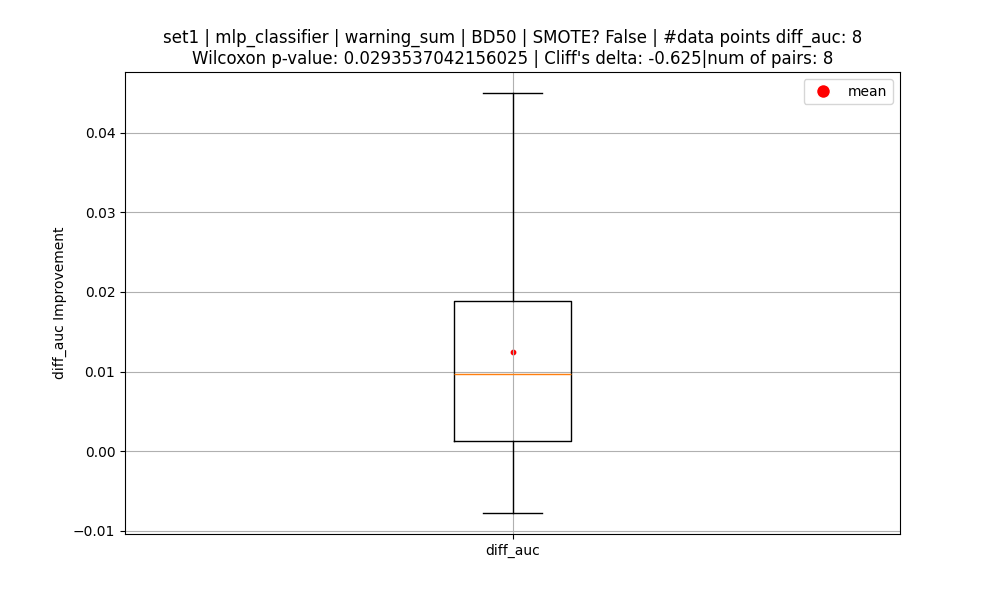 set1 | mlp_classifier | warning_sum | BD50 | SMOTE? False | #data points diff_auc: 8
Wilcoxon p-value: 0.0293537042156025 | Cliff's delta: -0.625|num of pairs: 8
mean
0.04
0.03
0.02
0.01
0.00
−0.01
diff_auc Improvement
diff_auc